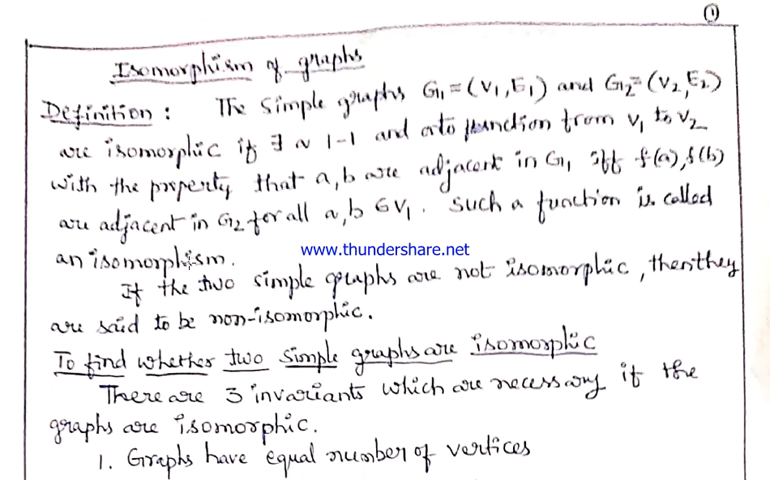 ①
Isomorphism of graphs
Definition : The simple graphs G₁=(V₁,E₁) and G₂=(V₂,E₂)
are isomorphic if ∃ a 1-1 and onto function from V₁ to V₂
with the property that a,b are adjacent in G₁ iff f(a),f(b)
are adjacent in G₂ for all a,b ∈V₁. Such a function is called
www.thundershare.net
an isomorphism.
If the two simple graphs are not isomorphic, then they
are said to be non-isomorphic.
To find whether two simple graphs are isomorphic
There are 3 invariants which are necessary if the
graphs are isomorphic.
1. Graphs have equal number of vertices